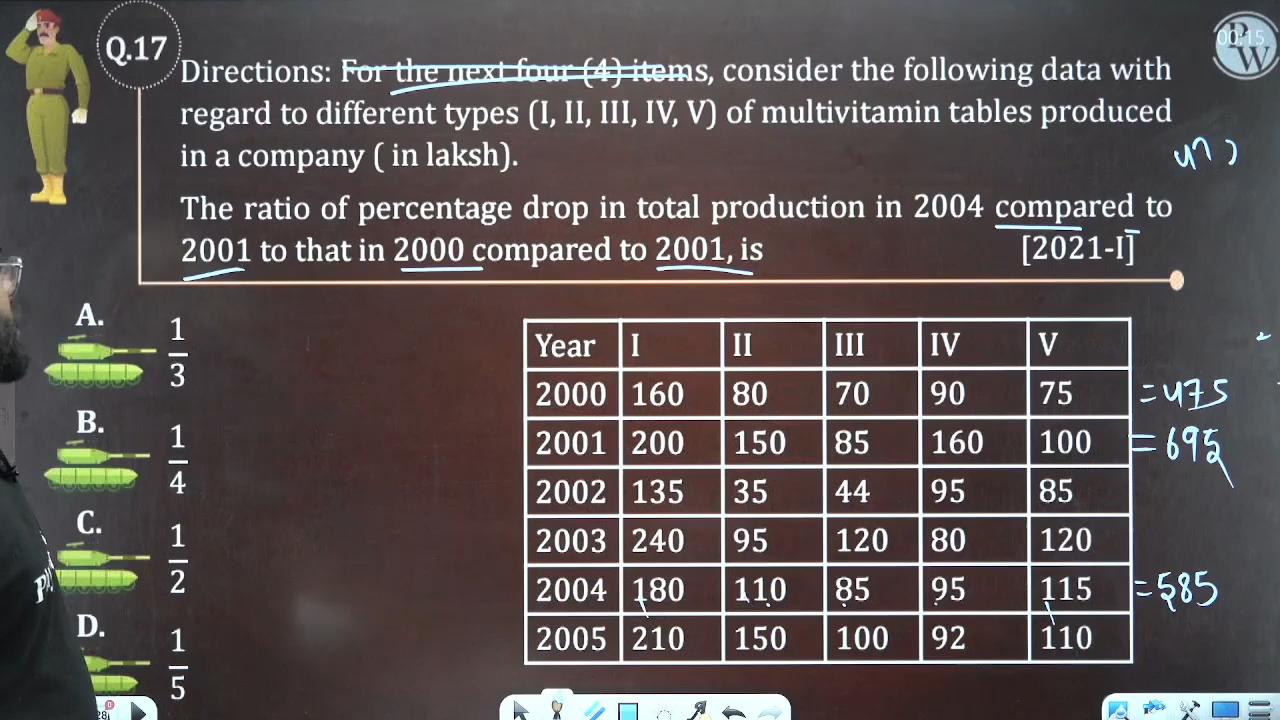 Q.17
00:15
Directions: For the next four (4) items, consider the following data with
regard to different types (I, II, III, IV, V) of multivitamin tables produced
in a company ( in laksh).
The ratio of percentage drop in total production in 2004 compared to
2001 to that in 2000 compared to 2001, is [2021-I]
A. 1/3
B. 1/4
C. 1/2
D. 1/5
Year I II III IV V
2000 160 80 70 90 75 = 475
2001 200 150 85 160 100 = 695
2002 135 35 44 95 85
2003 240 95 120 80 120
2004 180 110 85 95 115 = 585
2005 210 150 100 92 110